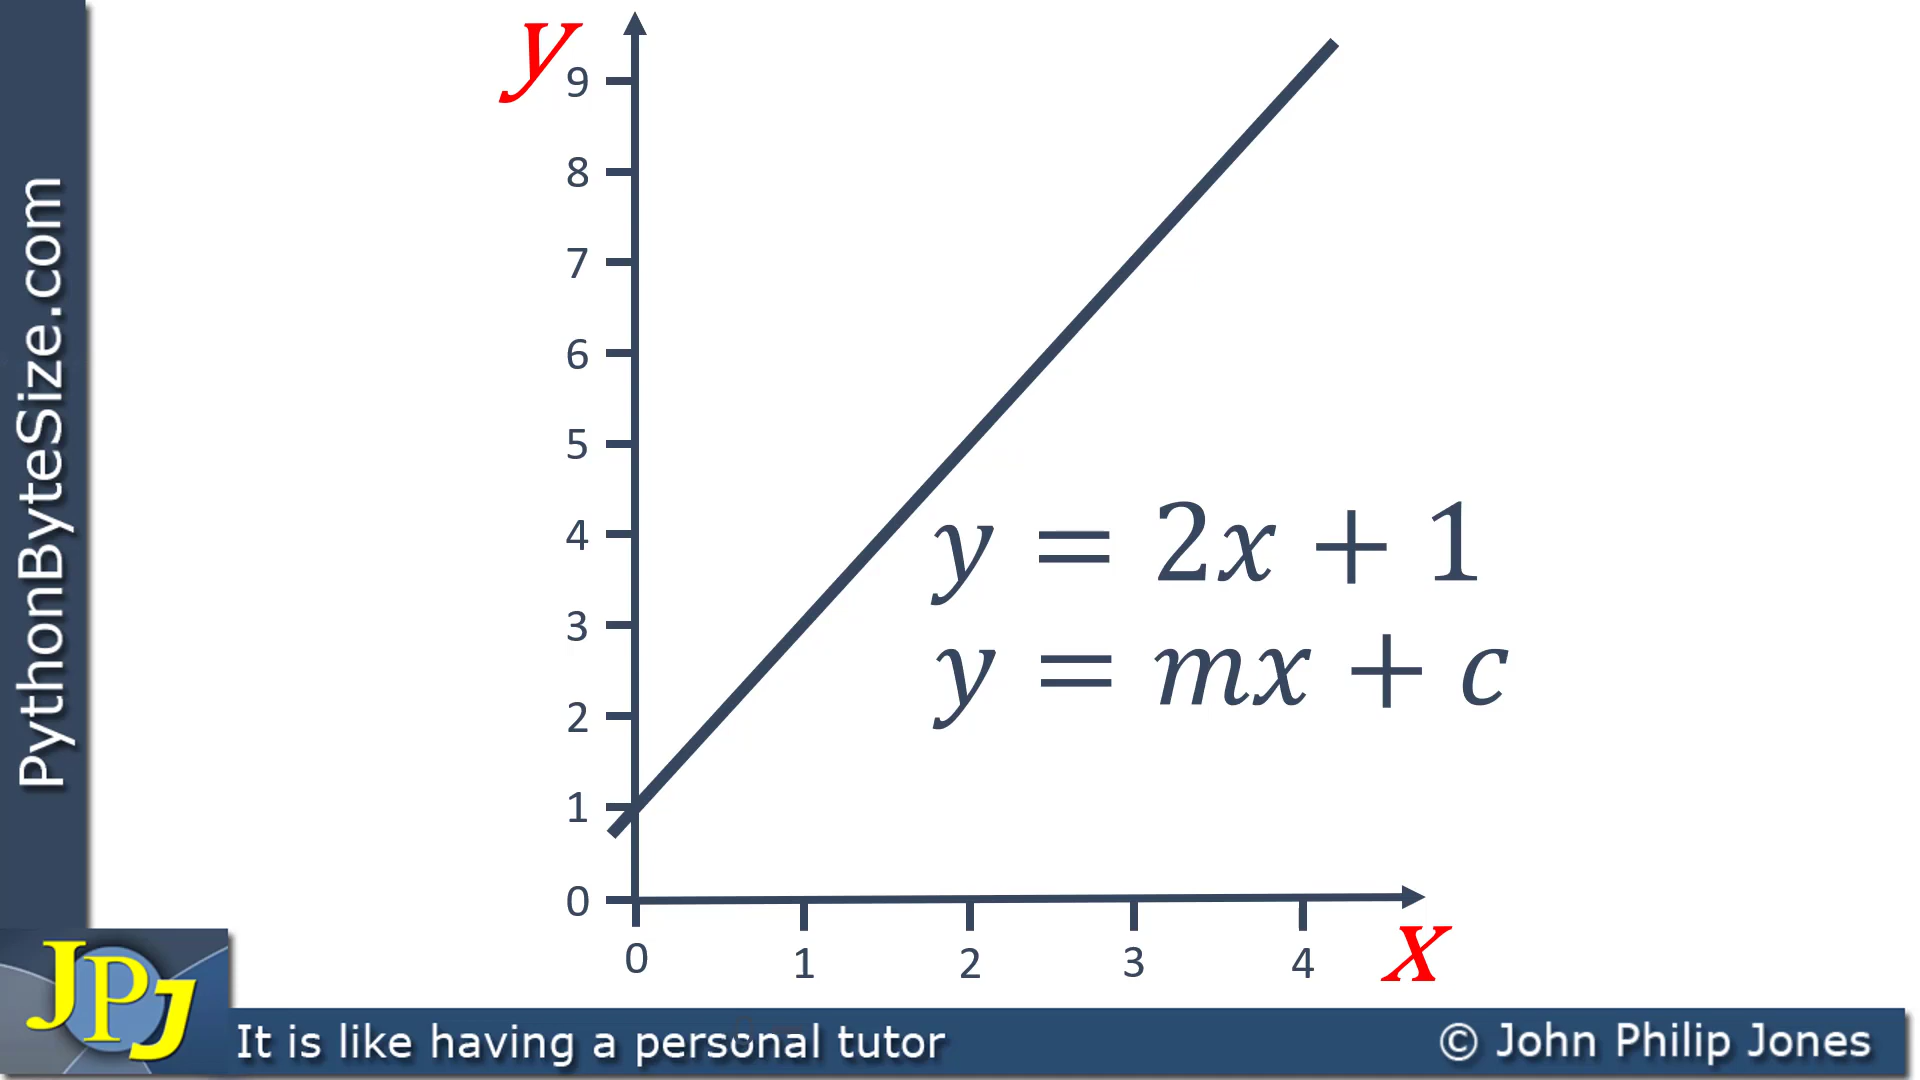 PythonByteSize.com
y
9
8
7
6
5
4
3
2
1
0
y = 2x + 1
y = mx + c
0 1 2 3 4
x
JPJ
It is like having a personal tutor
© John Philip Jones